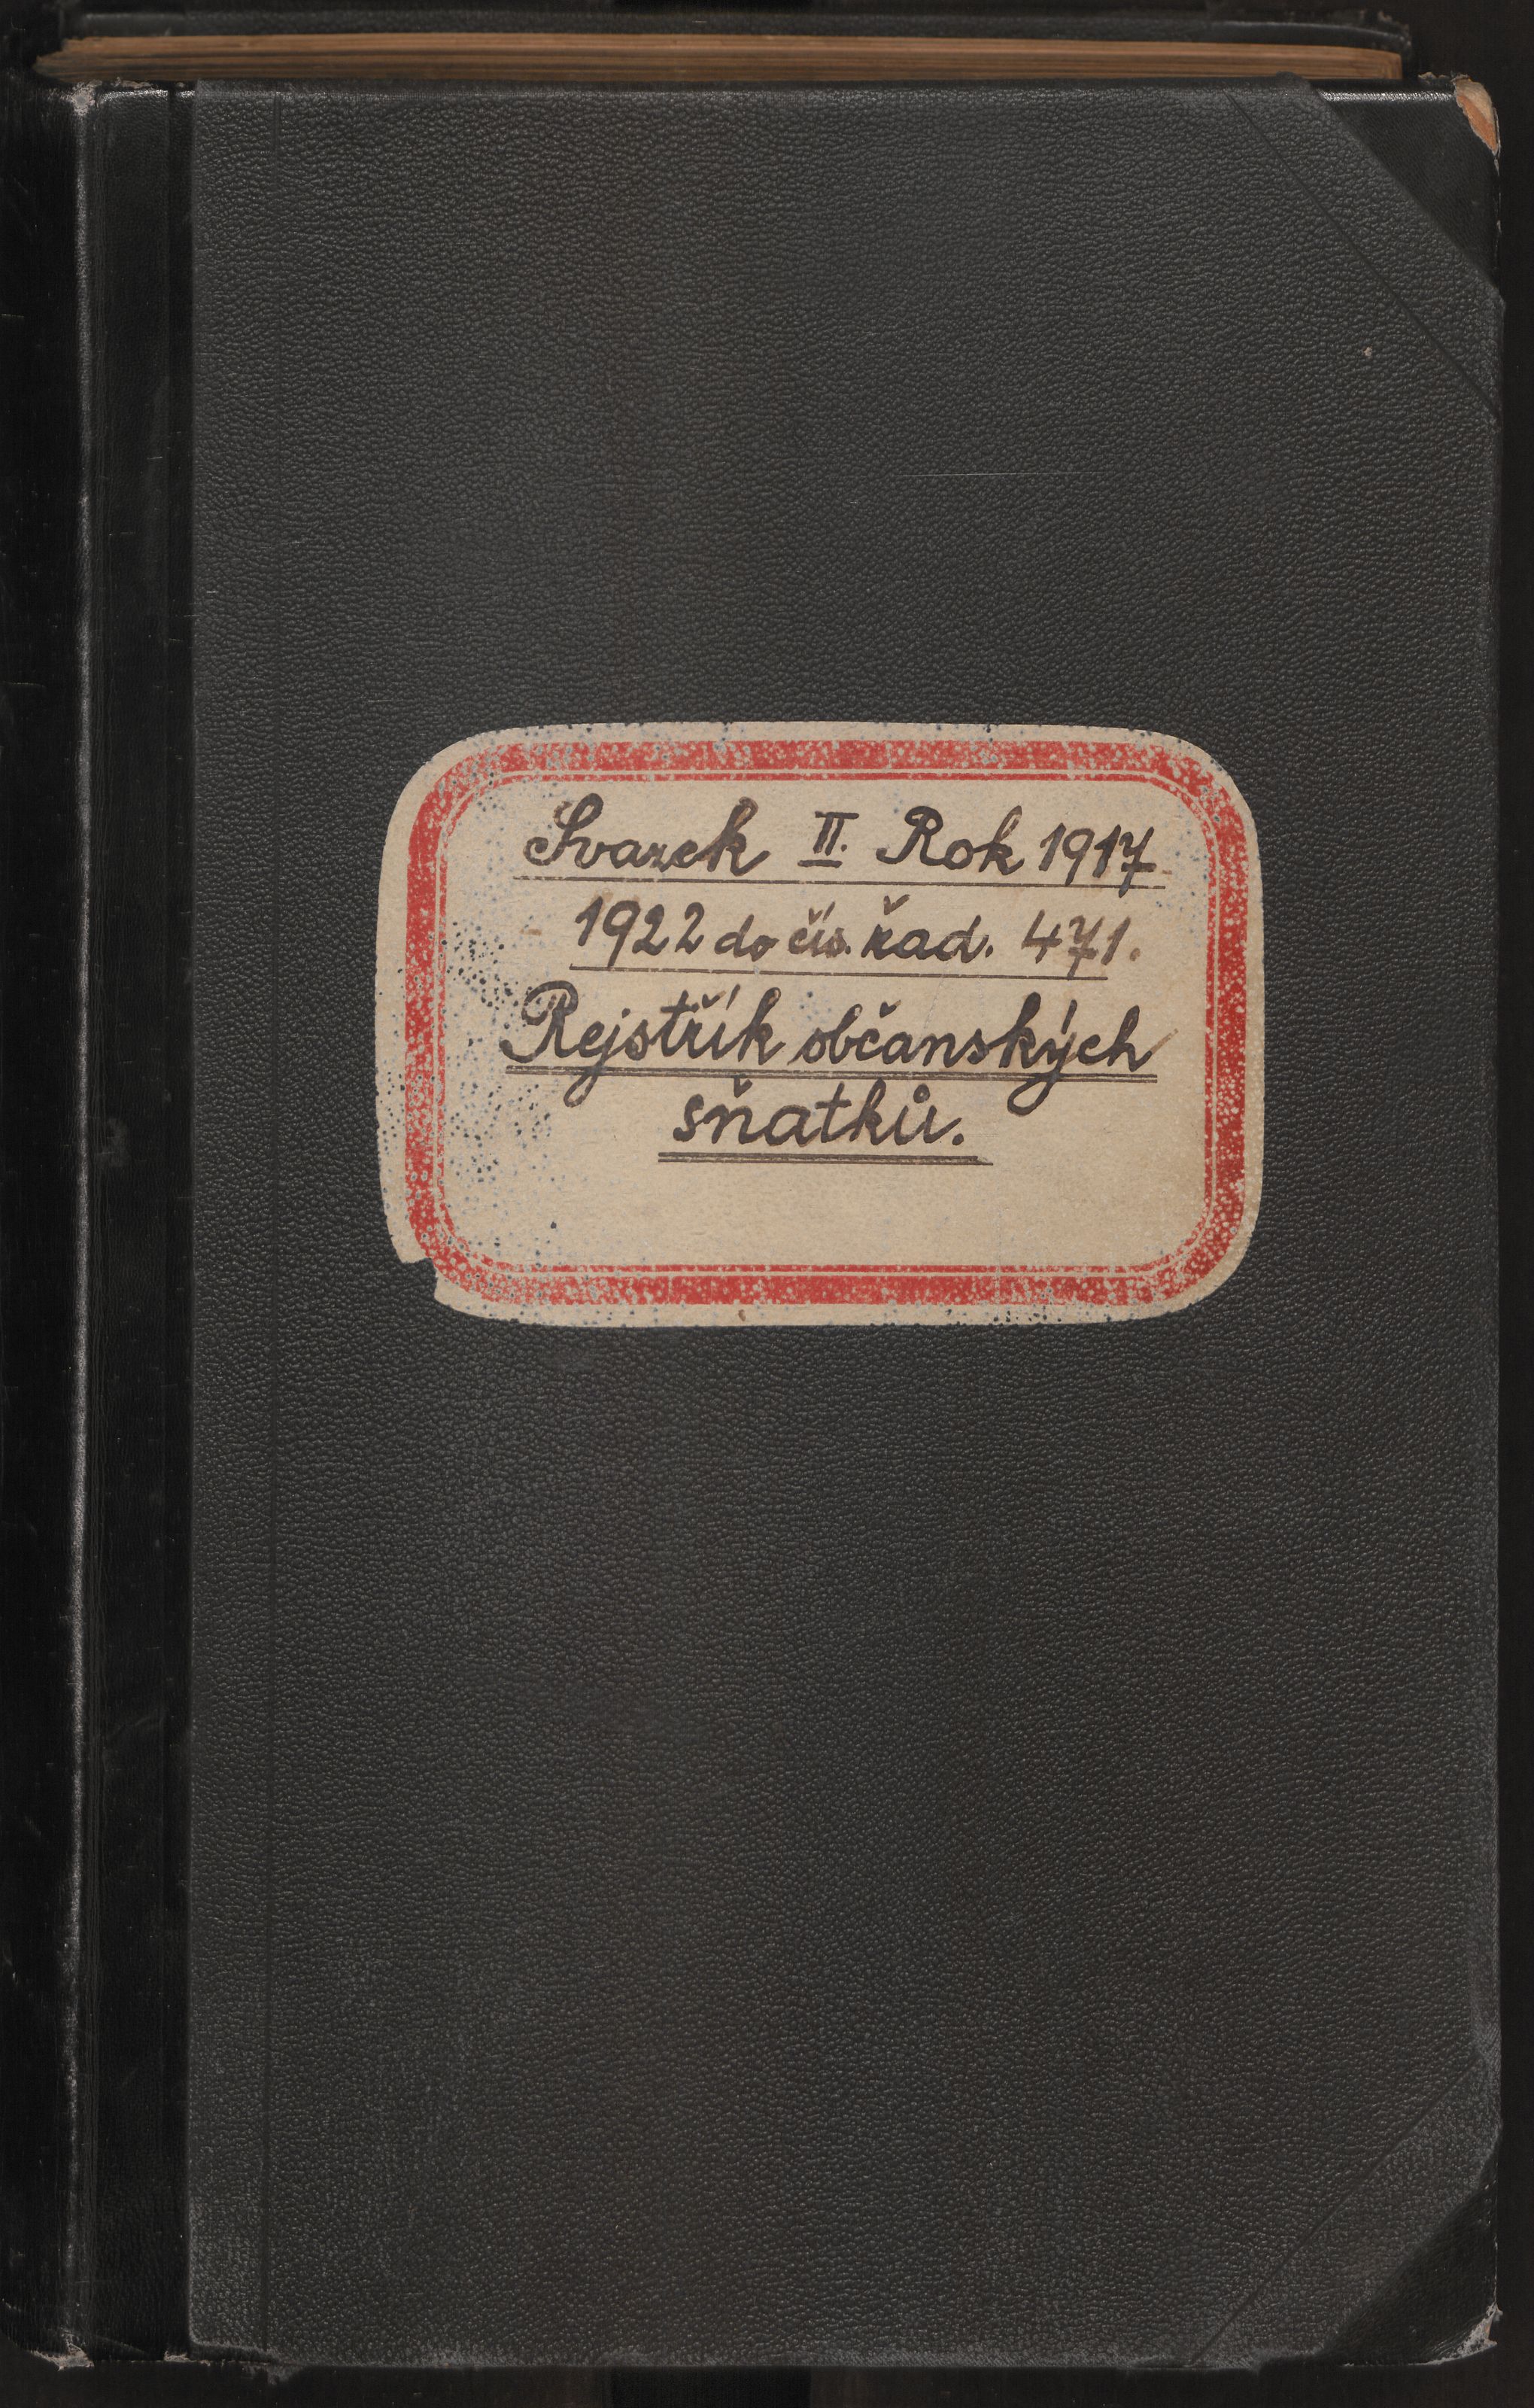 Svazek II. Rok 1917
1922 do čís. řad. 471.
Rejstřík občanských
sňatků.